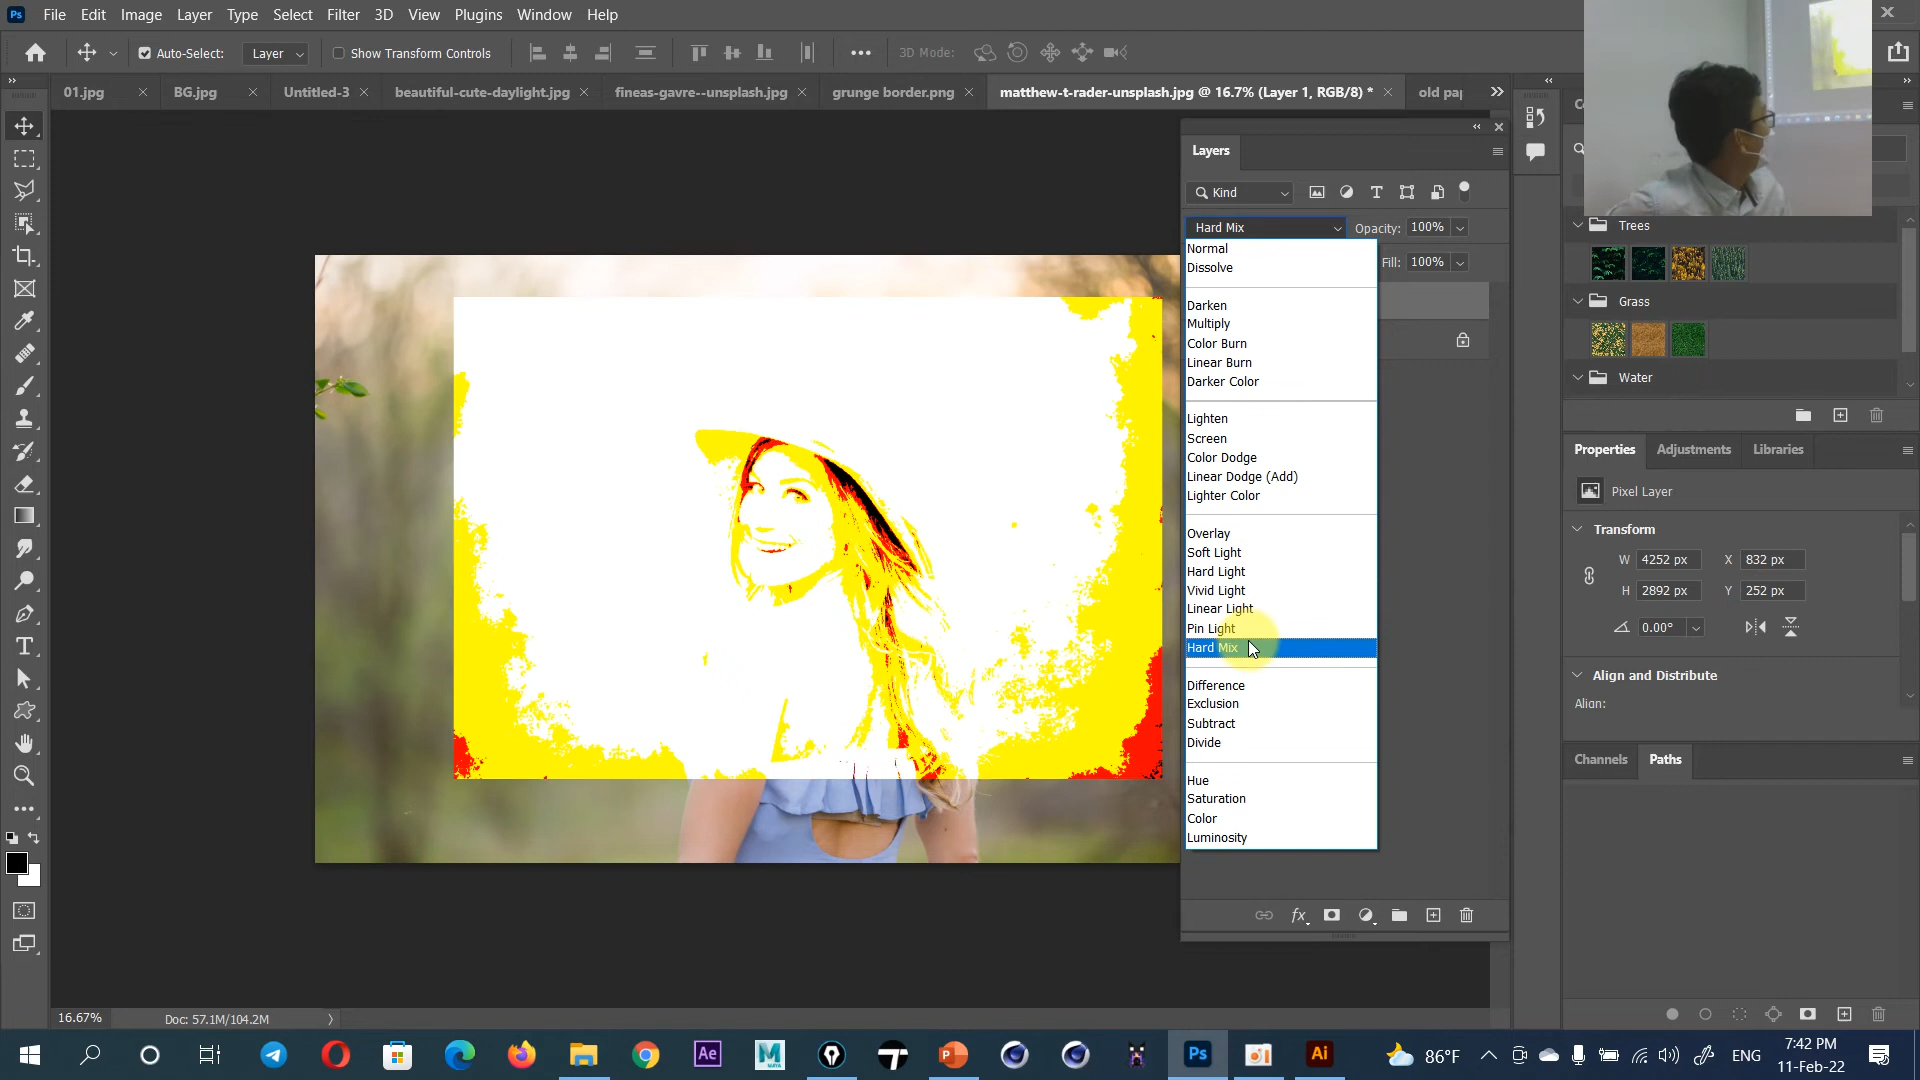 Ps File Edit Image Layer Type Select Filter 3D View Plugins Window Help
Auto-Select: Layer Show Transform Controls 3D Mode:
01.jpg BG.jpg Untitled-3 beautiful-cute-daylight.jpg fineas-gavre--unsplash.jpg grunge border.png matthew-t-rader-unsplash.jpg @ 16.7% (Layer 1, RGB/8) * old pap
Layers
Kind
Hard Mix Opacity: 100%
Fill: 100%
Normal
Dissolve
Darken
Multiply
Color Burn
Linear Burn
Darker Color
Lighten
Screen
Color Dodge
Linear Dodge (Add)
Lighter Color
Overlay
Soft Light
Hard Light
Vivid Light
Linear Light
Pin Light
Hard Mix
Difference
Exclusion
Subtract
Divide
Hue
Saturation
Color
Luminosity
Trees
Grass
Water
Properties Adjustments Libraries
Pixel Layer
Transform
W 4252 px X 832 px
H 2892 px Y 252 px
0.00°
Align and Distribute
Align:
Channels Paths
16.67% Doc: 57.1M/104.2M
Ae MAYA Ps Ai 86°F ENG 7:42 PM
11-Feb-22